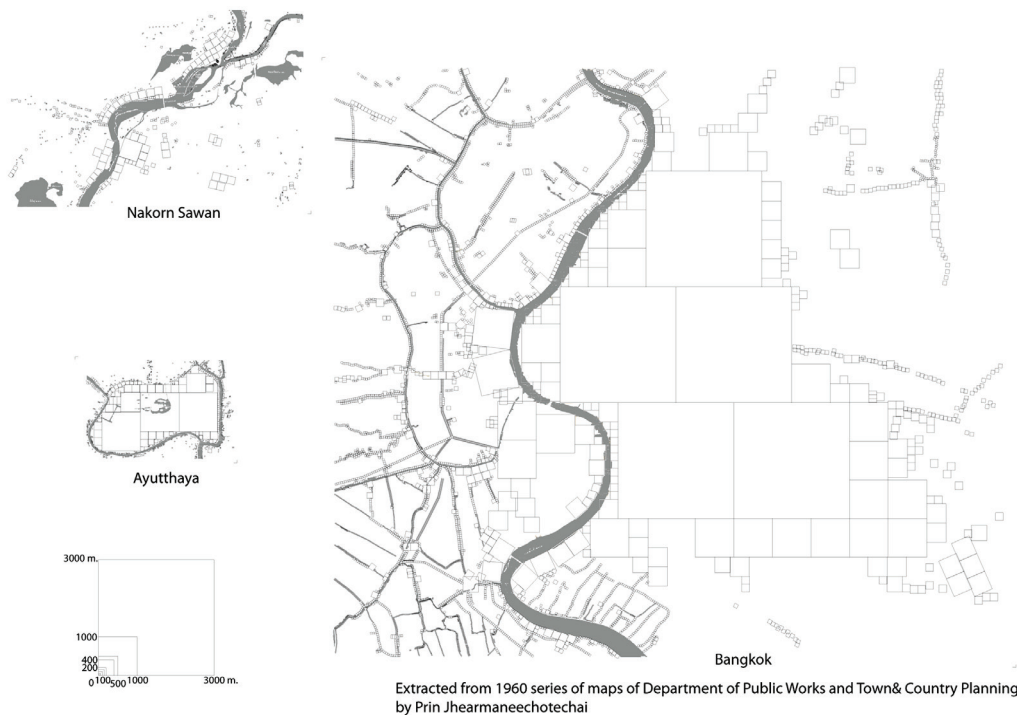 Nakorn Sawan
Ayutthaya
3000 m.
1000
400
200
0 100 500 1000 3000 m.
Bangkok
Extracted from 1960 series of maps of Department of Public Works and Town& Country Planning
by Prin Jhearmaneechotechai